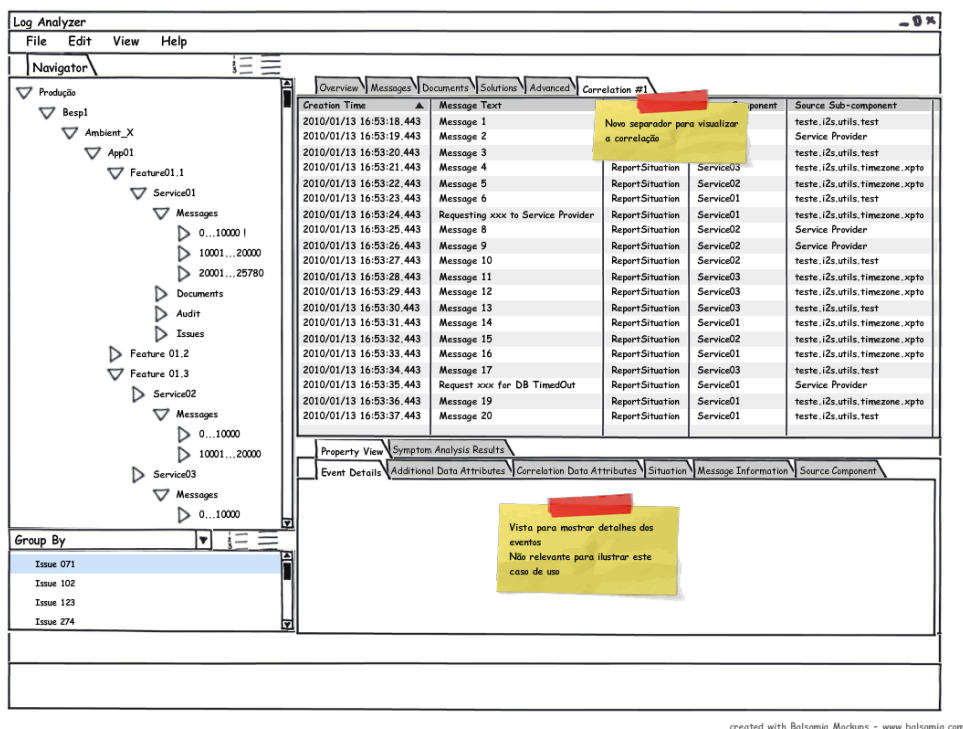 Log Analyzer
File Edit View Help
Navigator
Produção
Besp1
Ambient_X
App01
Feature01.1
Service01
Messages
0...10000 !
10001...20000
20001...25780
Documents
Audit
Issues
Feature 01.2
Feature 01.3
Service02
Messages
0...10000
10001...20000
Service03
Messages
0...10000
Group By
Issue 071
Issue 102
Issue 123
Issue 274
Overview Messages Documents Solutions Advanced Correlation #1
Creation Time Message Text Source Sub-component
Novo separador para visualizar
a correlação
2010/01/13 16:53:18.443 Message 1 teste.i2s.utils.test
2010/01/13 16:53:19.443 Message 2 Service Provider
2010/01/13 16:53:20.443 Message 3 teste.i2s.utils.test
2010/01/13 16:53:21.443 Message 4 ReportSituation Service03 teste.i2s.utils.timezone.xpto
2010/01/13 16:53:22.443 Message 5 ReportSituation Service02 teste.i2s.utils.timezone.xpto
2010/01/13 16:53:23.443 Message 6 ReportSituation Service01 teste.i2s.utils.test
2010/01/13 16:53:24.443 Requesting xxx to Service Provider ReportSituation Service01 teste.i2s.utils.timezone.xpto
2010/01/13 16:53:25.443 Message 8 ReportSituation Service02 Service Provider
2010/01/13 16:53:26.443 Message 9 ReportSituation Service02 Service Provider
2010/01/13 16:53:27.443 Message 10 ReportSituation Service02 teste.i2s.utils.test
2010/01/13 16:53:28.443 Message 11 ReportSituation Service03 teste.i2s.utils.timezone.xpto
2010/01/13 16:53:29.443 Message 12 ReportSituation Service03 teste.i2s.utils.timezone.xpto
2010/01/13 16:53:30.443 Message 13 ReportSituation Service03 teste.i2s.utils.test
2010/01/13 16:53:31.443 Message 14 ReportSituation Service01 teste.i2s.utils.timezone.xpto
2010/01/13 16:53:32.443 Message 15 ReportSituation Service02 teste.i2s.utils.timezone.xpto
2010/01/13 16:53:33.443 Message 16 ReportSituation Service01 teste.i2s.utils.timezone.xpto
2010/01/13 16:53:34.443 Message 17 ReportSituation Service03 teste.i2s.utils.test
2010/01/13 16:53:35.443 Request xxx for DB TimedOut ReportSituation Service01 Service Provider
2010/01/13 16:53:36.443 Message 19 ReportSituation Service01 teste.i2s.utils.timezone.xpto
2010/01/13 16:53:37.443 Message 20 ReportSituation Service01 teste.i2s.utils.test
Property View Symptom Analysis Results
Event Details Additional Data Attributes Correlation Data Attributes Situation Message Information Source Component
Vista para mostrar detalhes dos
eventos
Não relevante para ilustrar este
caso de uso
created with Balsamiq Mockups - www.balsamiq.com